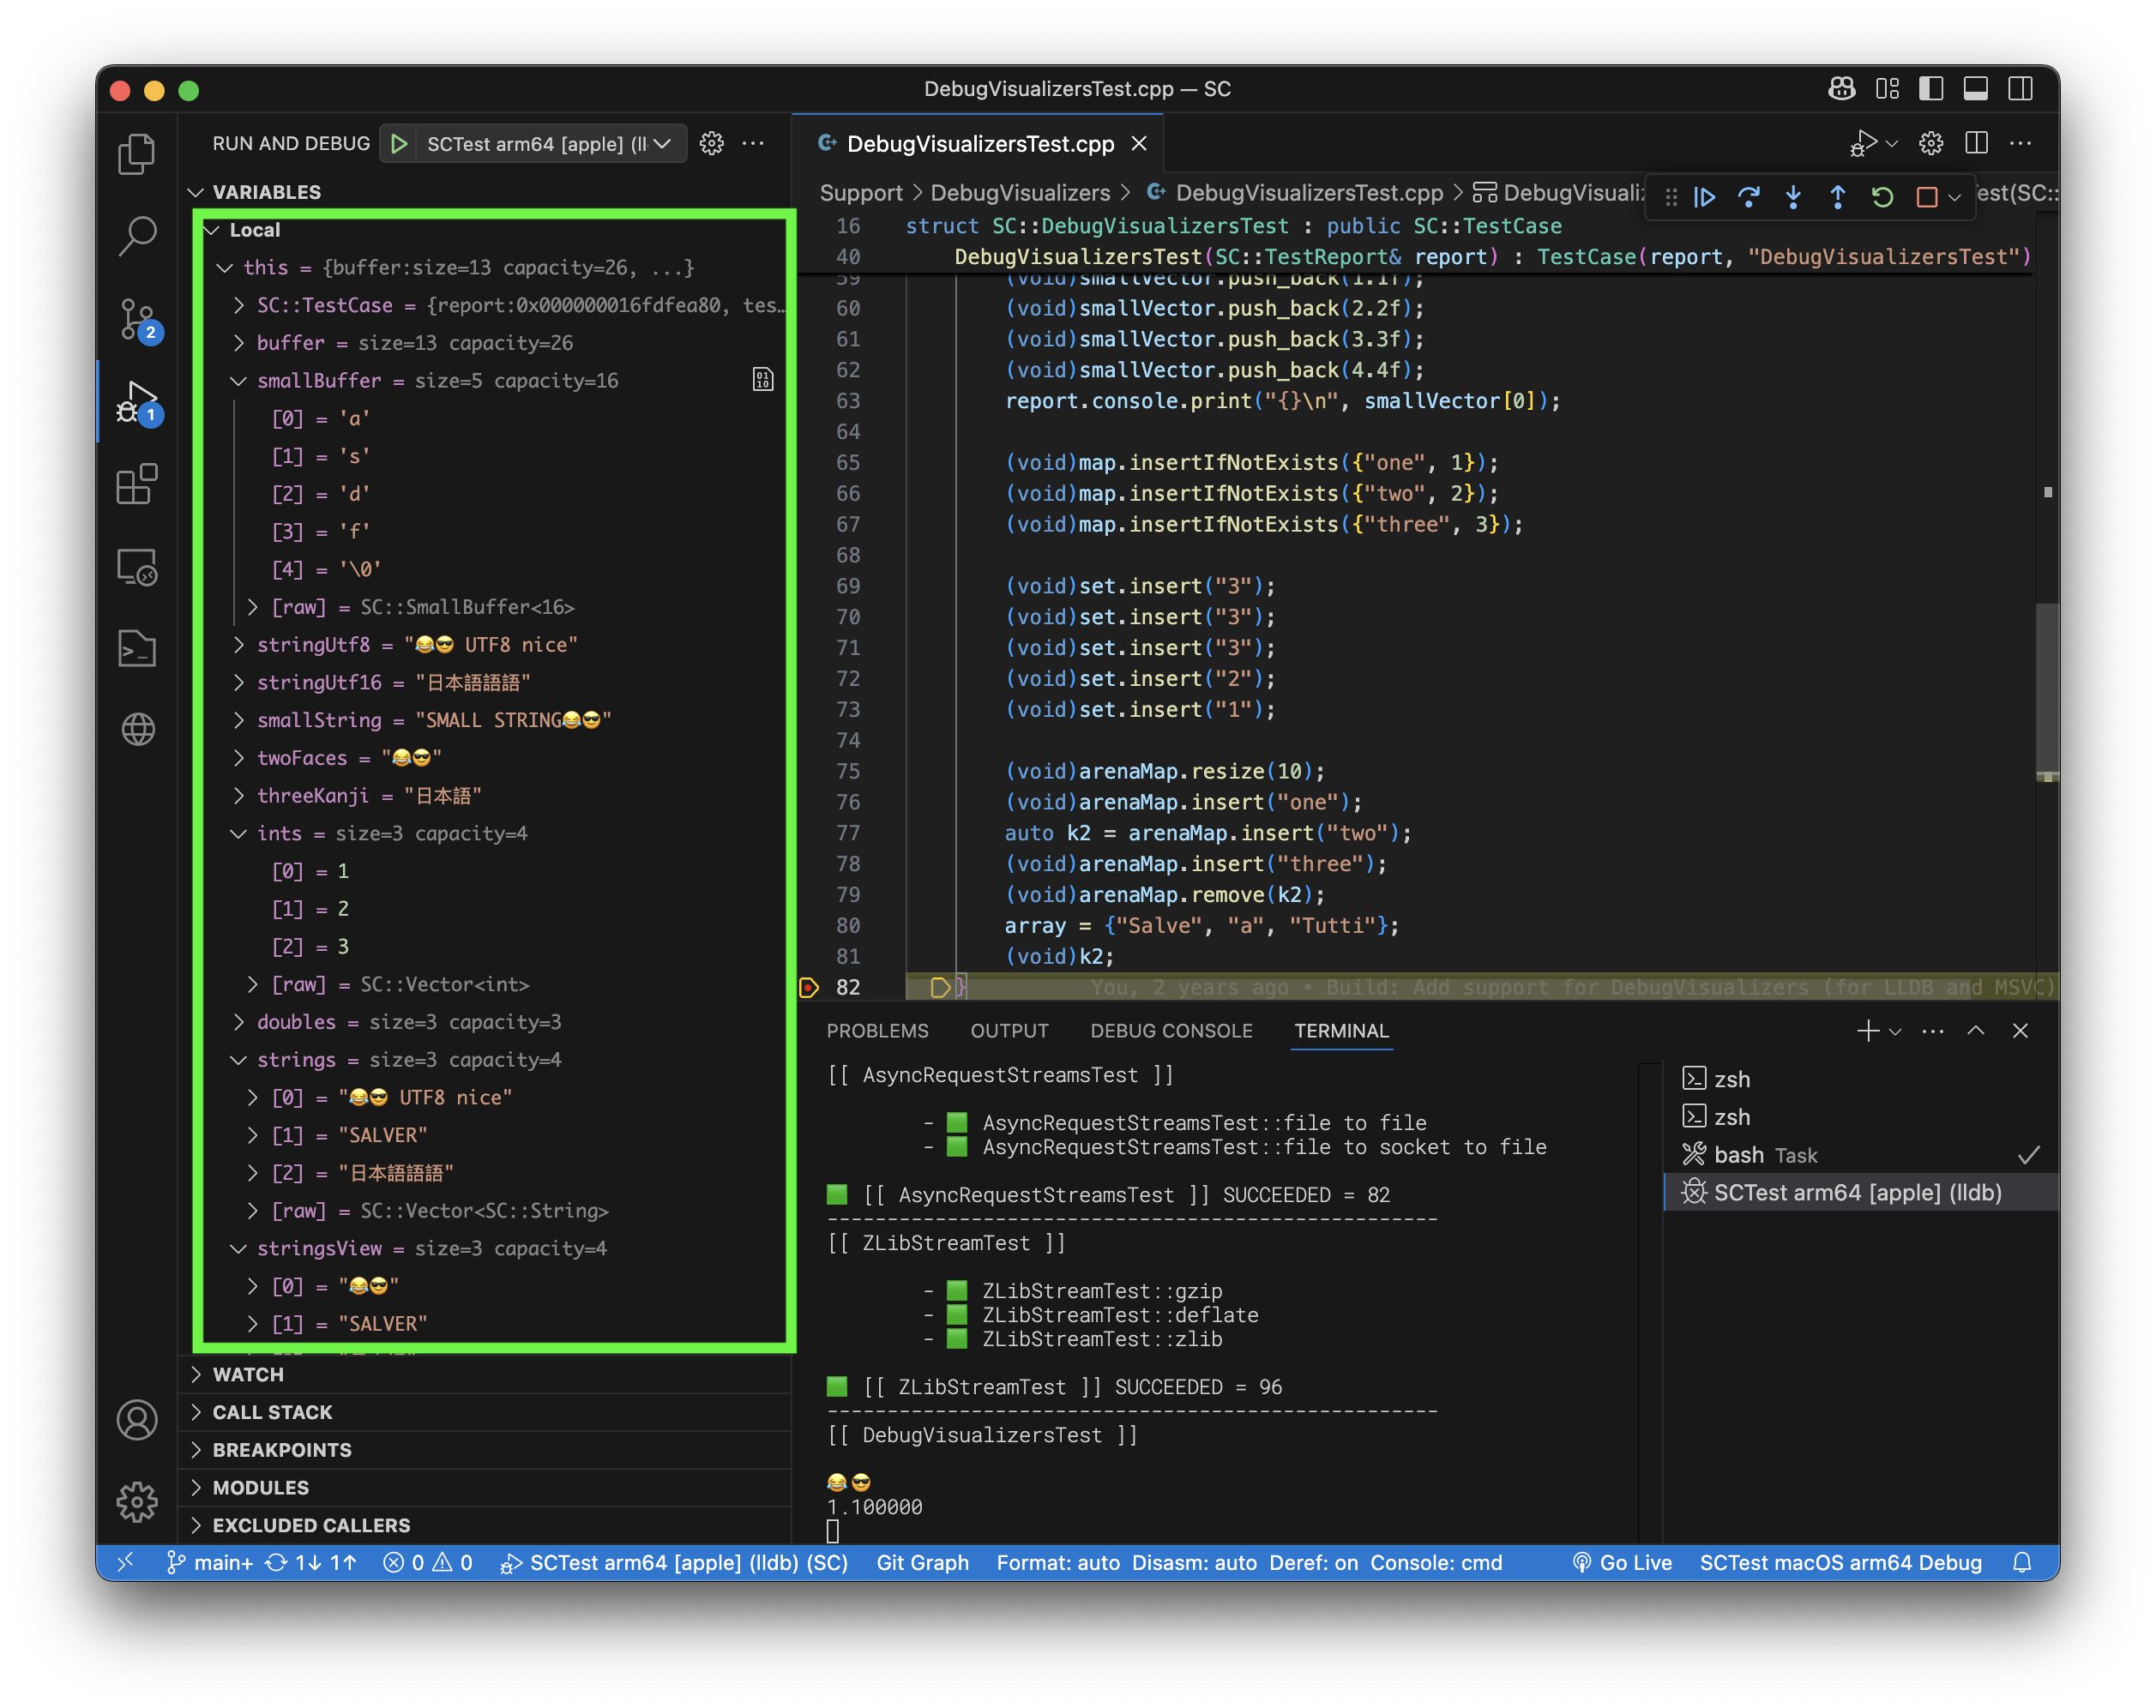 DebugVisualizersTest.cpp — SC
RUN AND DEBUG
SCTest arm64 [apple] (ll
VARIABLES
Local
this = {buffer:size=13 capacity=26, ...}
SC::TestCase = {report:0x000000016fdfea80, tes…
buffer = size=13 capacity=26
smallBuffer = size=5 capacity=16
[0] = 'a'
[1] = 's'
[2] = 'd'
[3] = 'f'
[4] = '\0'
[raw] = SC::SmallBuffer<16>
stringUtf8 = "😂😎 UTF8 nice"
stringUtf16 = "日本語語語"
smallString = "SMALL STRING😂😎"
twoFaces = "😂😎"
threeKanji = "日本語"
ints = size=3 capacity=4
[0] = 1
[1] = 2
[2] = 3
[raw] = SC::Vector<int>
doubles = size=3 capacity=3
strings = size=3 capacity=4
[0] = "😂😎 UTF8 nice"
[1] = "SALVER"
[2] = "日本語語語"
[raw] = SC::Vector<SC::String>
stringsView = size=3 capacity=4
[0] = "😂😎"
[1] = "SALVER"
WATCH
CALL STACK
BREAKPOINTS
MODULES
EXCLUDED CALLERS
2
1
DebugVisualizersTest.cpp
Support > DebugVisualizers > DebugVisualizersTest.cpp > DebugVisualiz
est(SC::
16 struct SC::DebugVisualizersTest : public SC::TestCase
40 DebugVisualizersTest(SC::TestReport& report) : TestCase(report, "DebugVisualizersTest")
59 (void)smallVector.push_back(1.1f);
60 (void)smallVector.push_back(2.2f);
61 (void)smallVector.push_back(3.3f);
62 (void)smallVector.push_back(4.4f);
63 report.console.print("{}\n", smallVector[0]);
64
65 (void)map.insertIfNotExists({"one", 1});
66 (void)map.insertIfNotExists({"two", 2});
67 (void)map.insertIfNotExists({"three", 3});
68
69 (void)set.insert("3");
70 (void)set.insert("3");
71 (void)set.insert("3");
72 (void)set.insert("2");
73 (void)set.insert("1");
74
75 (void)arenaMap.resize(10);
76 (void)arenaMap.insert("one");
77 auto k2 = arenaMap.insert("two");
78 (void)arenaMap.insert("three");
79 (void)arenaMap.remove(k2);
80 array = {"Salve", "a", "Tutti"};
81 (void)k2;
82 } You, 2 years ago • Build: Add support for DebugVisualizers (for LLDB and MSVC)
PROBLEMS OUTPUT DEBUG CONSOLE TERMINAL
[[ AsyncRequestStreamsTest ]]
- 🟩 AsyncRequestStreamsTest::file to file
- 🟩 AsyncRequestStreamsTest::file to socket to file
🟩 [[ AsyncRequestStreamsTest ]] SUCCEEDED = 82
---------------------------------------------------
[[ ZLibStreamTest ]]
- 🟩 ZLibStreamTest::gzip
- 🟩 ZLibStreamTest::deflate
- 🟩 ZLibStreamTest::zlib
🟩 [[ ZLibStreamTest ]] SUCCEEDED = 96
---------------------------------------------------
[[ DebugVisualizersTest ]]
😂😎
1.100000
zsh
zsh
bash Task
SCTest arm64 [apple] (lldb)
main+ 1↓ 1↑ 0 0 SCTest arm64 [apple] (lldb) (SC) Git Graph Format: auto Disasm: auto Deref: on Console: cmd Go Live SCTest macOS arm64 Debug